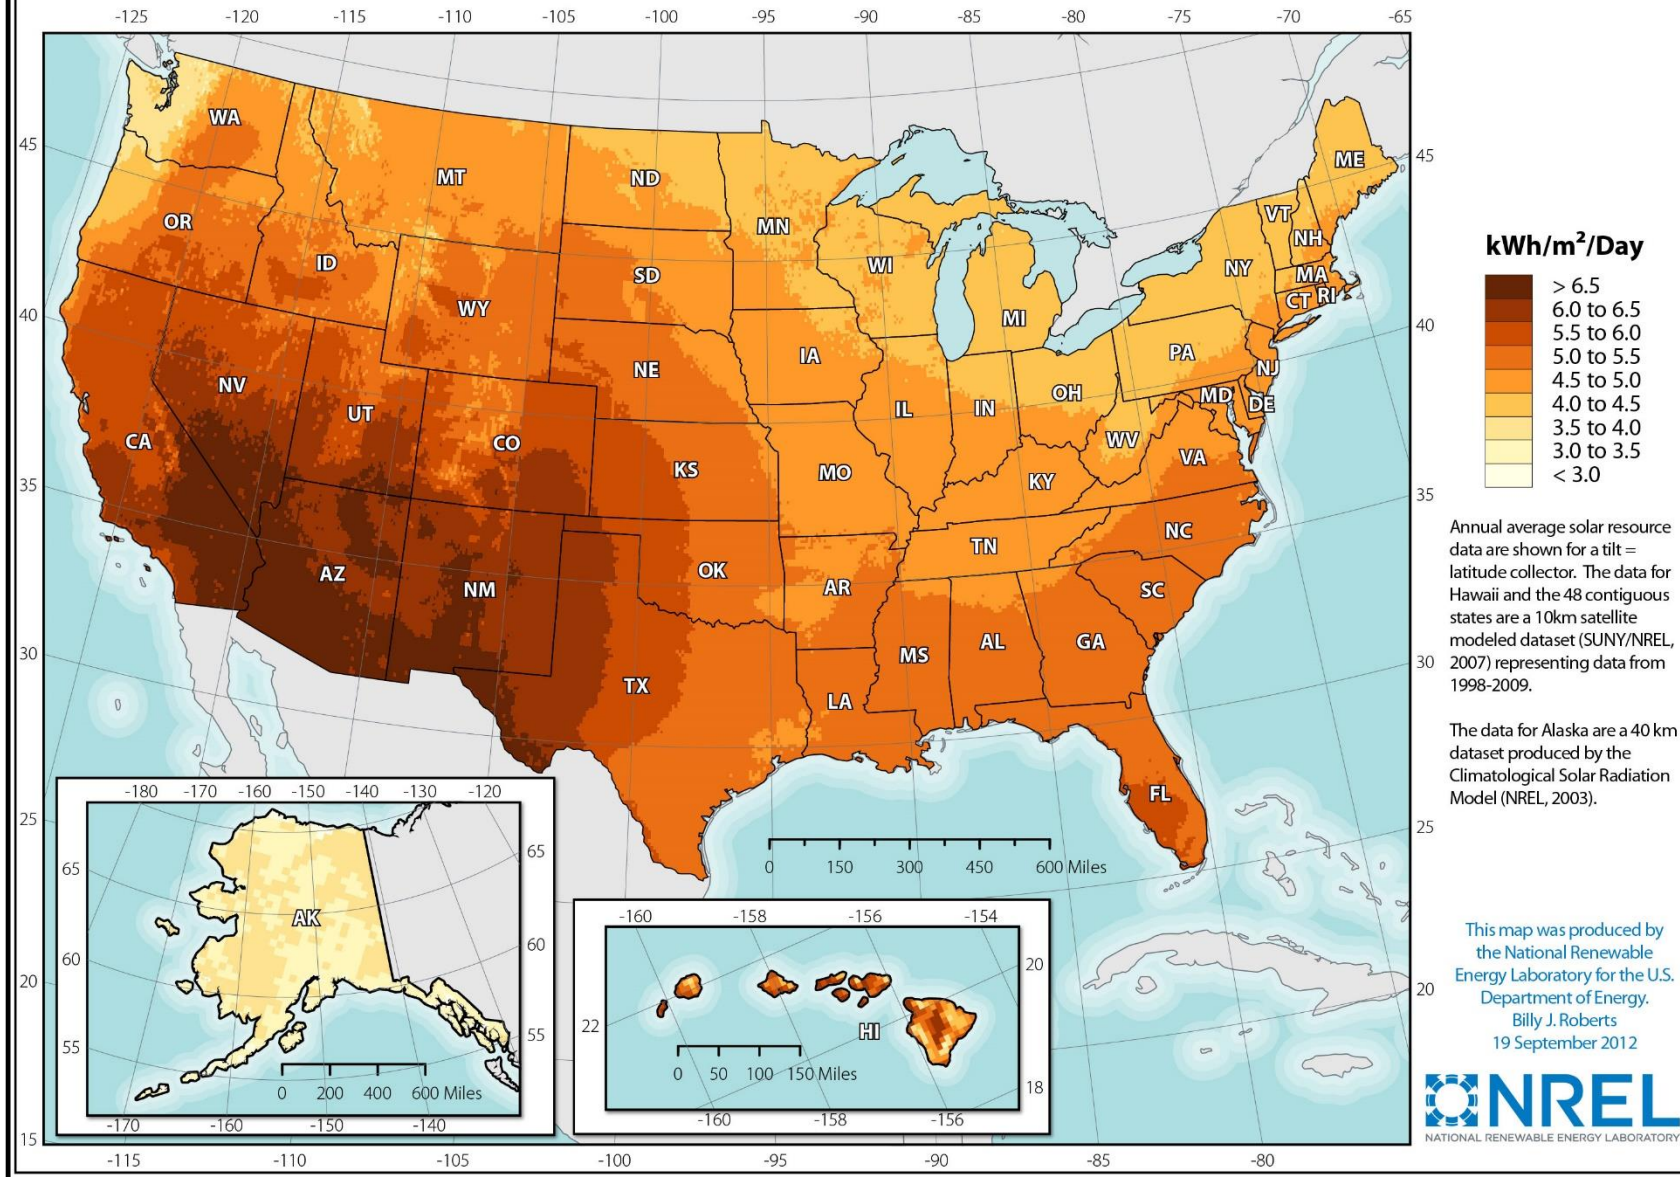 -125 -120 -115 -110 -105 -100 -95 -90 -85 -80 -75 -70 -65
45
40
35
30
25
20
15
45
40
35
30
25
20
-115 -110 -105 -100 -95 -90 -85 -80
WA
OR
CA
NV
ID
MT
WY
UT
CO
AZ
NM
ND
SD
NE
KS
OK
TX
MN
IA
MO
AR
LA
WI
IL
MI
IN
OH
KY
TN
MS
AL
GA
FL
SC
NC
VA
WV
PA
NY
VT
NH
ME
MA
CT
RI
NJ
DE
MD
0 150 300 450 600 Miles
-180 -170 -160 -150 -140 -130 -120
65
60
55
65
60
55
AK
0 200 400 600 Miles
-170 -160 -150 -140
-160 -158 -156 -154
22
20
18
HI
0 50 100 150 Miles
-160 -158 -156
kWh/m²/Day
> 6.5
6.0 to 6.5
5.5 to 6.0
5.0 to 5.5
4.5 to 5.0
4.0 to 4.5
3.5 to 4.0
3.0 to 3.5
< 3.0
Annual average solar resource
data are shown for a tilt =
latitude collector. The data for
Hawaii and the 48 contiguous
states are a 10km satellite
modeled dataset (SUNY/NREL,
2007) representing data from
1998-2009.
The data for Alaska are a 40 km
dataset produced by the
Climatological Solar Radiation
Model (NREL, 2003).
This map was produced by
the National Renewable
Energy Laboratory for the U.S.
Department of Energy.
Billy J. Roberts
19 September 2012
NREL
NATIONAL RENEWABLE ENERGY LABORATORY